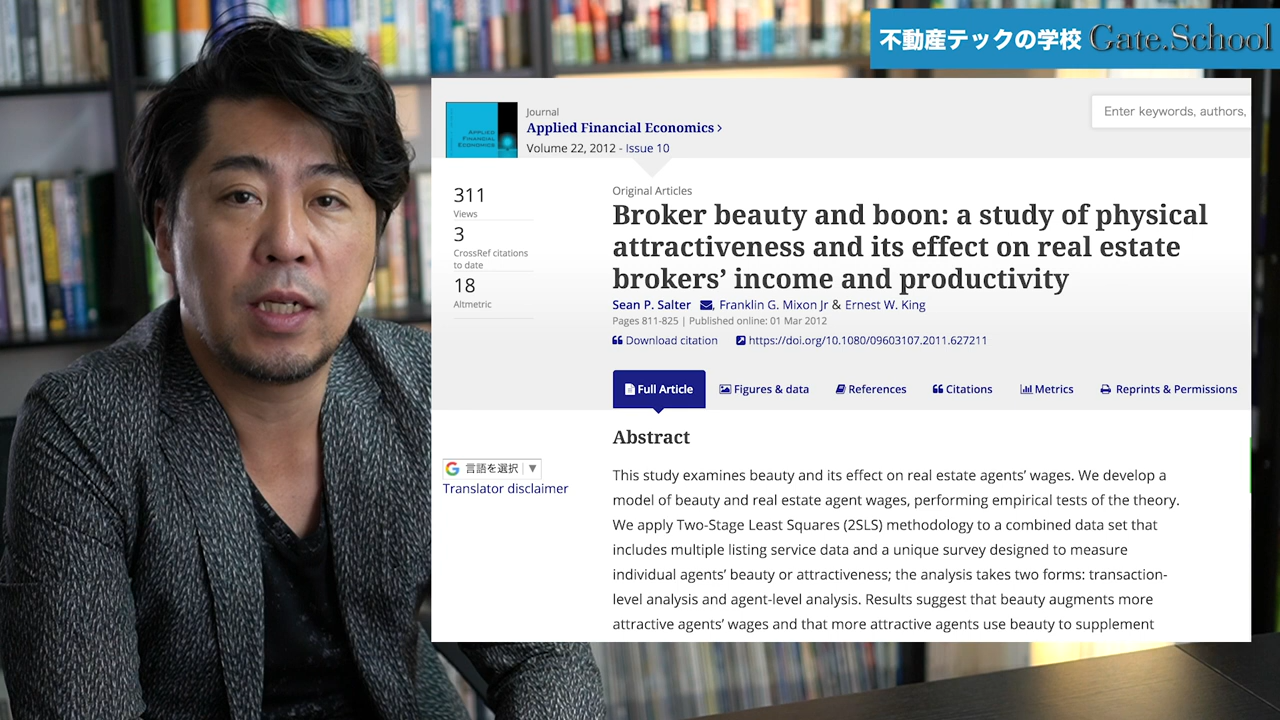 不動産テックの学校 Gate.School
Journal
Applied Financial Economics >
Volume 22, 2012 - Issue 10
Enter keywords, authors,
APPLIED
FINANCIAL
ECONOMICS
311
Views
3
CrossRef citations
to date
18
Altmetric
Original Articles
Broker beauty and boon: a study of physical
attractiveness and its effect on real estate
brokers’ income and productivity
Sean P. Salter , Franklin G. Mixon Jr & Ernest W. King
Pages 811-825 | Published online: 01 Mar 2012
Download citation https://doi.org/10.1080/09603107.2011.627211
Full Article Figures & data References Citations Metrics Reprints & Permissions
言語を選択 ▼
Translator disclaimer
Abstract
This study examines beauty and its effect on real estate agents’ wages. We develop a
model of beauty and real estate agent wages, performing empirical tests of the theory.
We apply Two-Stage Least Squares (2SLS) methodology to a combined data set that
includes multiple listing service data and a unique survey designed to measure
individual agents’ beauty or attractiveness; the analysis takes two forms: transaction-
level analysis and agent-level analysis. Results suggest that beauty augments more
attractive agents’ wages and that more attractive agents use beauty to supplement